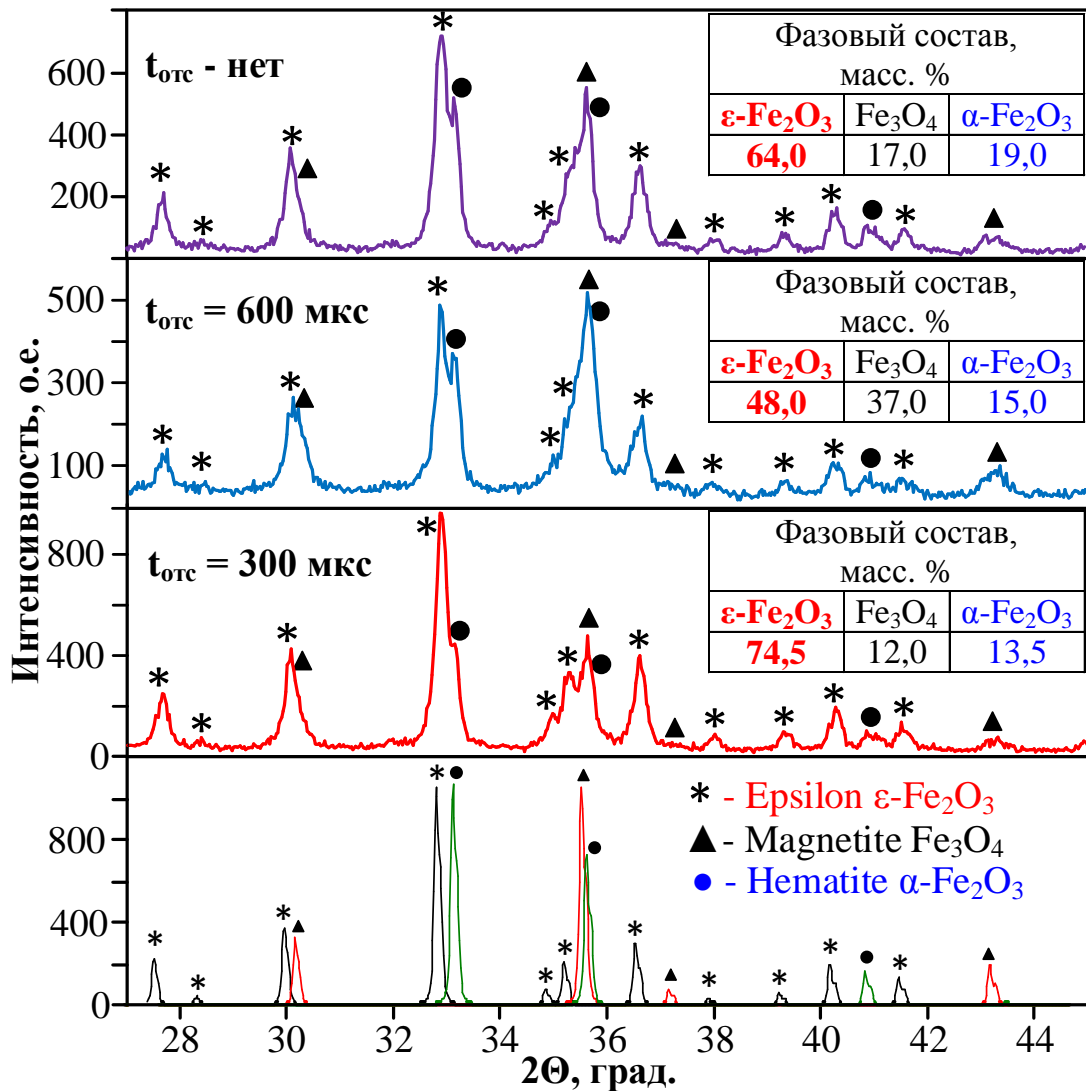 Интенсивность, о.е.
600
400
200
t отс - нет
Фазовый состав,
масс. %
ε-Fe₂O₃ Fe₃O₄ α-Fe₂O₃
64,0 17,0 19,0
500
300
100
t отс = 600 мкс
Фазовый состав,
масс. %
ε-Fe₂O₃ Fe₃O₄ α-Fe₂O₃
48,0 37,0 15,0
800
400
0
t отс = 300 мкс
Фазовый состав,
масс. %
ε-Fe₂O₃ Fe₃O₄ α-Fe₂O₃
74,5 12,0 13,5
800
400
0
* - Epsilon ε-Fe₂O₃
▲ - Magnetite Fe₃O₄
● - Hematite α-Fe₂O₃
28 30 32 34 36 38 40 42 44
2Θ, град.